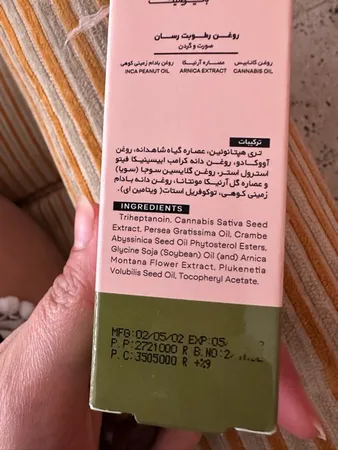 روغن رطوبت رسان
صورت و گردن
روغن کانابیس
عصـــاره آرنیکا
روغن بادام زمینی کوهی
CANNABIS OIL
ARNICA EXTRACT
INCA PEANUT OIL
ترکیبات
تری هپتانوئین، عصاره گیاه شاهدانه، روغن
آووکـادو، روغـن دانه کرامب ابیسینیکا فیتو
استرول استر، روغن گلایسین سوجا (سویا)
و عصاره گل آرنیکا مونتانا، روغن دانه بادام
زمینی کوهی، توکوفریل استات( ویتامین ای).
INGREDIENTS
Triheptanoin, Cannabis Sativa Seed
Extract, Persea Gratissima Oil, Crambe
Abyssinica Seed Oil Phytosterol Esters,
Glycine Soja (Soybean) Oil (and) Arnica
Montana Flower Extract, Plukenetia
Volubilis Seed Oil, Tocopheryl Acetate.
MFG:02/05/02 EXP:05/
P.P:2721000 R B.NO:2/
P.C:3505000 R +%9